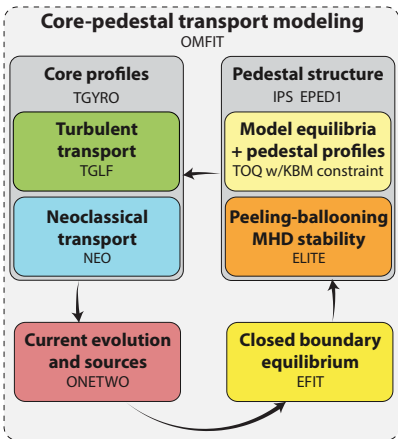 Core-pedestal transport modeling
OMFIT
Core profiles
TGYRO
Turbulent
transport
TGLF
Neoclassical
transport
NEO
Pedestal structure
IPS EPED1
Model equilibria
+ pedestal profiles
TOQ w/KBM constraint
Peeling-ballooning
MHD stability
ELITE
Current evolution
and sources
ONETWO
Closed boundary
equilibrium
EFIT